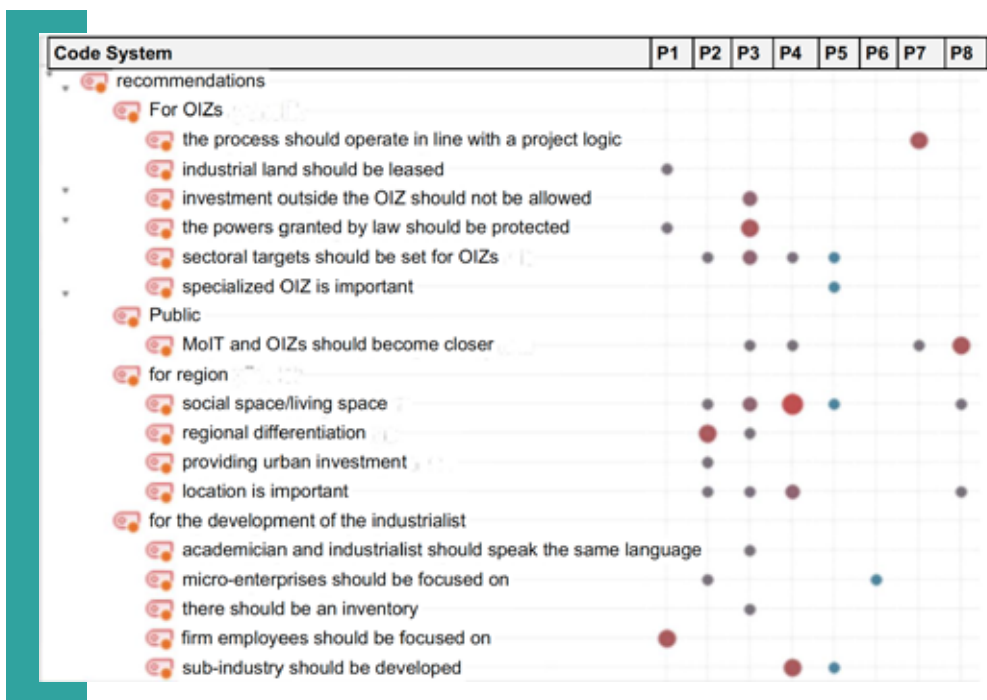 Code System P1 P2 P3 P4 P5 P6 P7 P8
recommendations
For OIZs
the process should operate in line with a project logic
industrial land should be leased
investment outside the OIZ should not be allowed
the powers granted by law should be protected
sectoral targets should be set for OIZs
specialized OIZ is important
Public
MoIT and OIZs should become closer
for region
social space/living space
regional differentiation
providing urban investment
location is important
for the development of the industrialist
academician and industrialist should speak the same language
micro-enterprises should be focused on
there should be an inventory
firm employees should be focused on
sub-industry should be developed